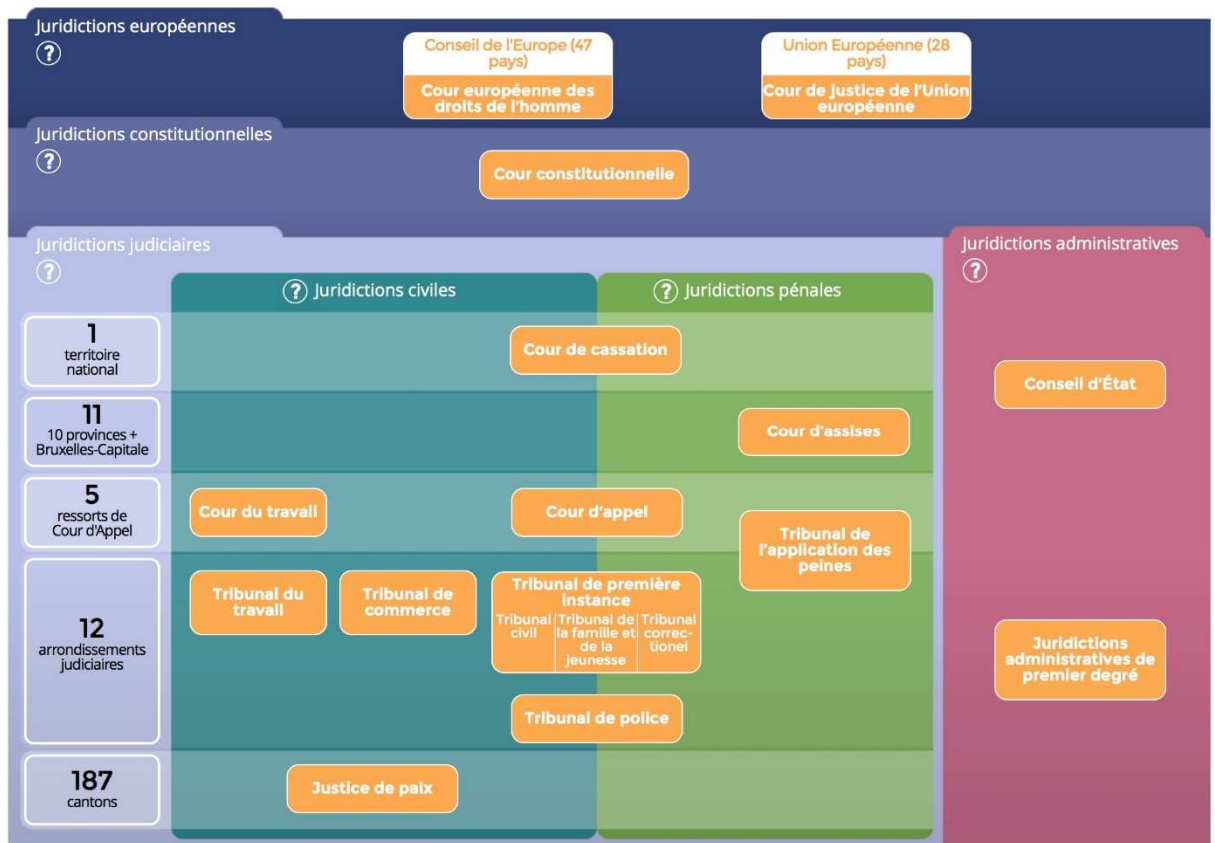 Juridictions européennes
?
Conseil de l'Europe (47
pays)
Cour européenne des
droits de l'homme
Union Européenne (28
pays)
Cour de Justice de l'Union
européenne
Juridictions constitutionnelles
?
Cour constitutionnelle
Juridictions judiciaires
?
Juridictions administratives
?
? Juridictions civiles
? Juridictions pénales
1
territoire
national
Cour de cassation
Conseil d'État
11
10 provinces +
Bruxelles-Capitale
Cour d'assises
5
ressorts de
Cour d'Appel
Cour du travail
Cour d'appel
Tribunal de
l'application des
peines
12
arrondissements
judiciaires
Tribunal du
travail
Tribunal de
commerce
Tribunal de première
instance
Tribunal
civil
Tribunal de
la famille et
de la
jeunesse
Tribunal
correc-
tionel
Juridictions
administratives de
premier degré
Tribunal de police
187
cantons
Justice de paix